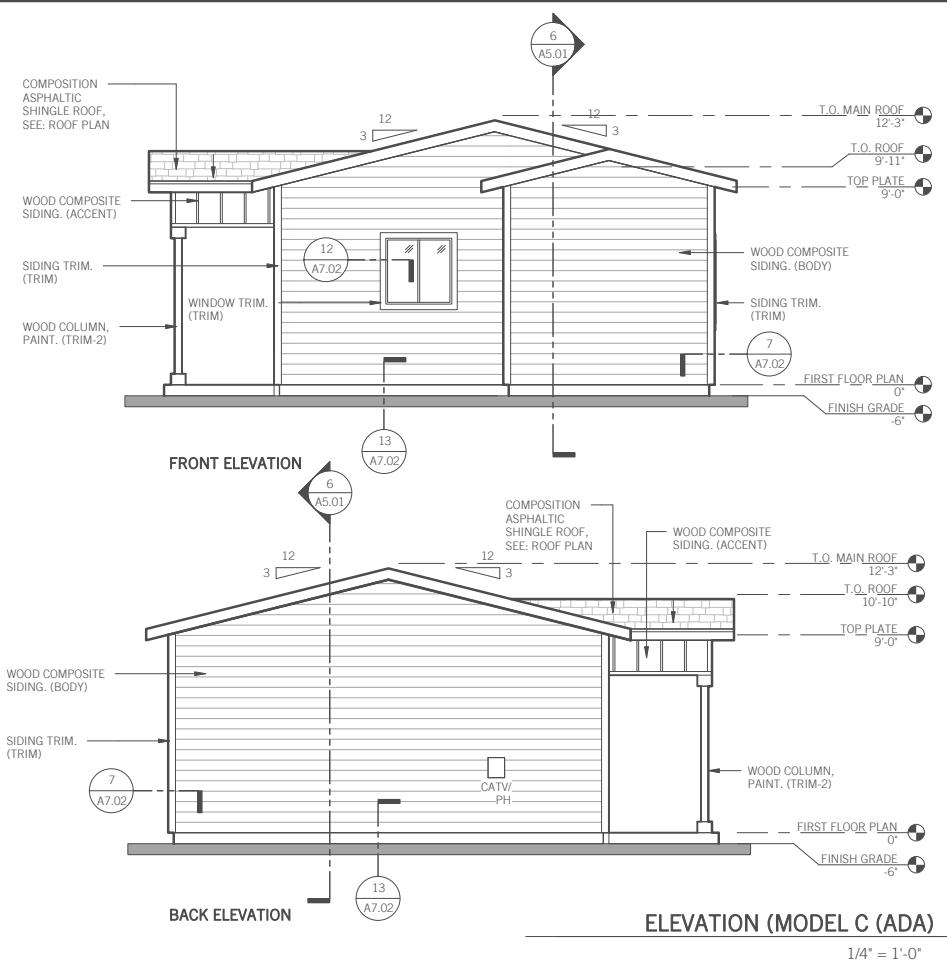 6
A5.01
COMPOSITION
ASPHALTIC
SHINGLE ROOF,
SEE: ROOF PLAN
12
3
12
3
T.O. MAIN ROOF
12'-3"
T.O. ROOF
9'-11"
TOP PLATE
9'-0"
WOOD COMPOSITE
SIDING. (ACCENT)
12
A7.02
WOOD COMPOSITE
SIDING. (BODY)
SIDING TRIM.
(TRIM)
WINDOW TRIM.
(TRIM)
SIDING TRIM.
(TRIM)
WOOD COLUMN,
PAINT. (TRIM-2)
7
A7.02
FIRST FLOOR PLAN
0"
FINISH GRADE
-6"
13
A7.02
FRONT ELEVATION
6
A5.01
COMPOSITION
ASPHALTIC
SHINGLE ROOF,
SEE: ROOF PLAN
WOOD COMPOSITE
SIDING. (ACCENT)
12
3
12
3
T.O. MAIN ROOF
12'-3"
T.O. ROOF
10'-10"
TOP PLATE
9'-0"
WOOD COMPOSITE
SIDING. (BODY)
SIDING TRIM.
(TRIM)
CATV/
PH
WOOD COLUMN,
PAINT. (TRIM-2)
7
A7.02
FIRST FLOOR PLAN
0"
FINISH GRADE
-6"
13
A7.02
BACK ELEVATION
ELEVATION (MODEL C (ADA)
1/4" = 1'-0"